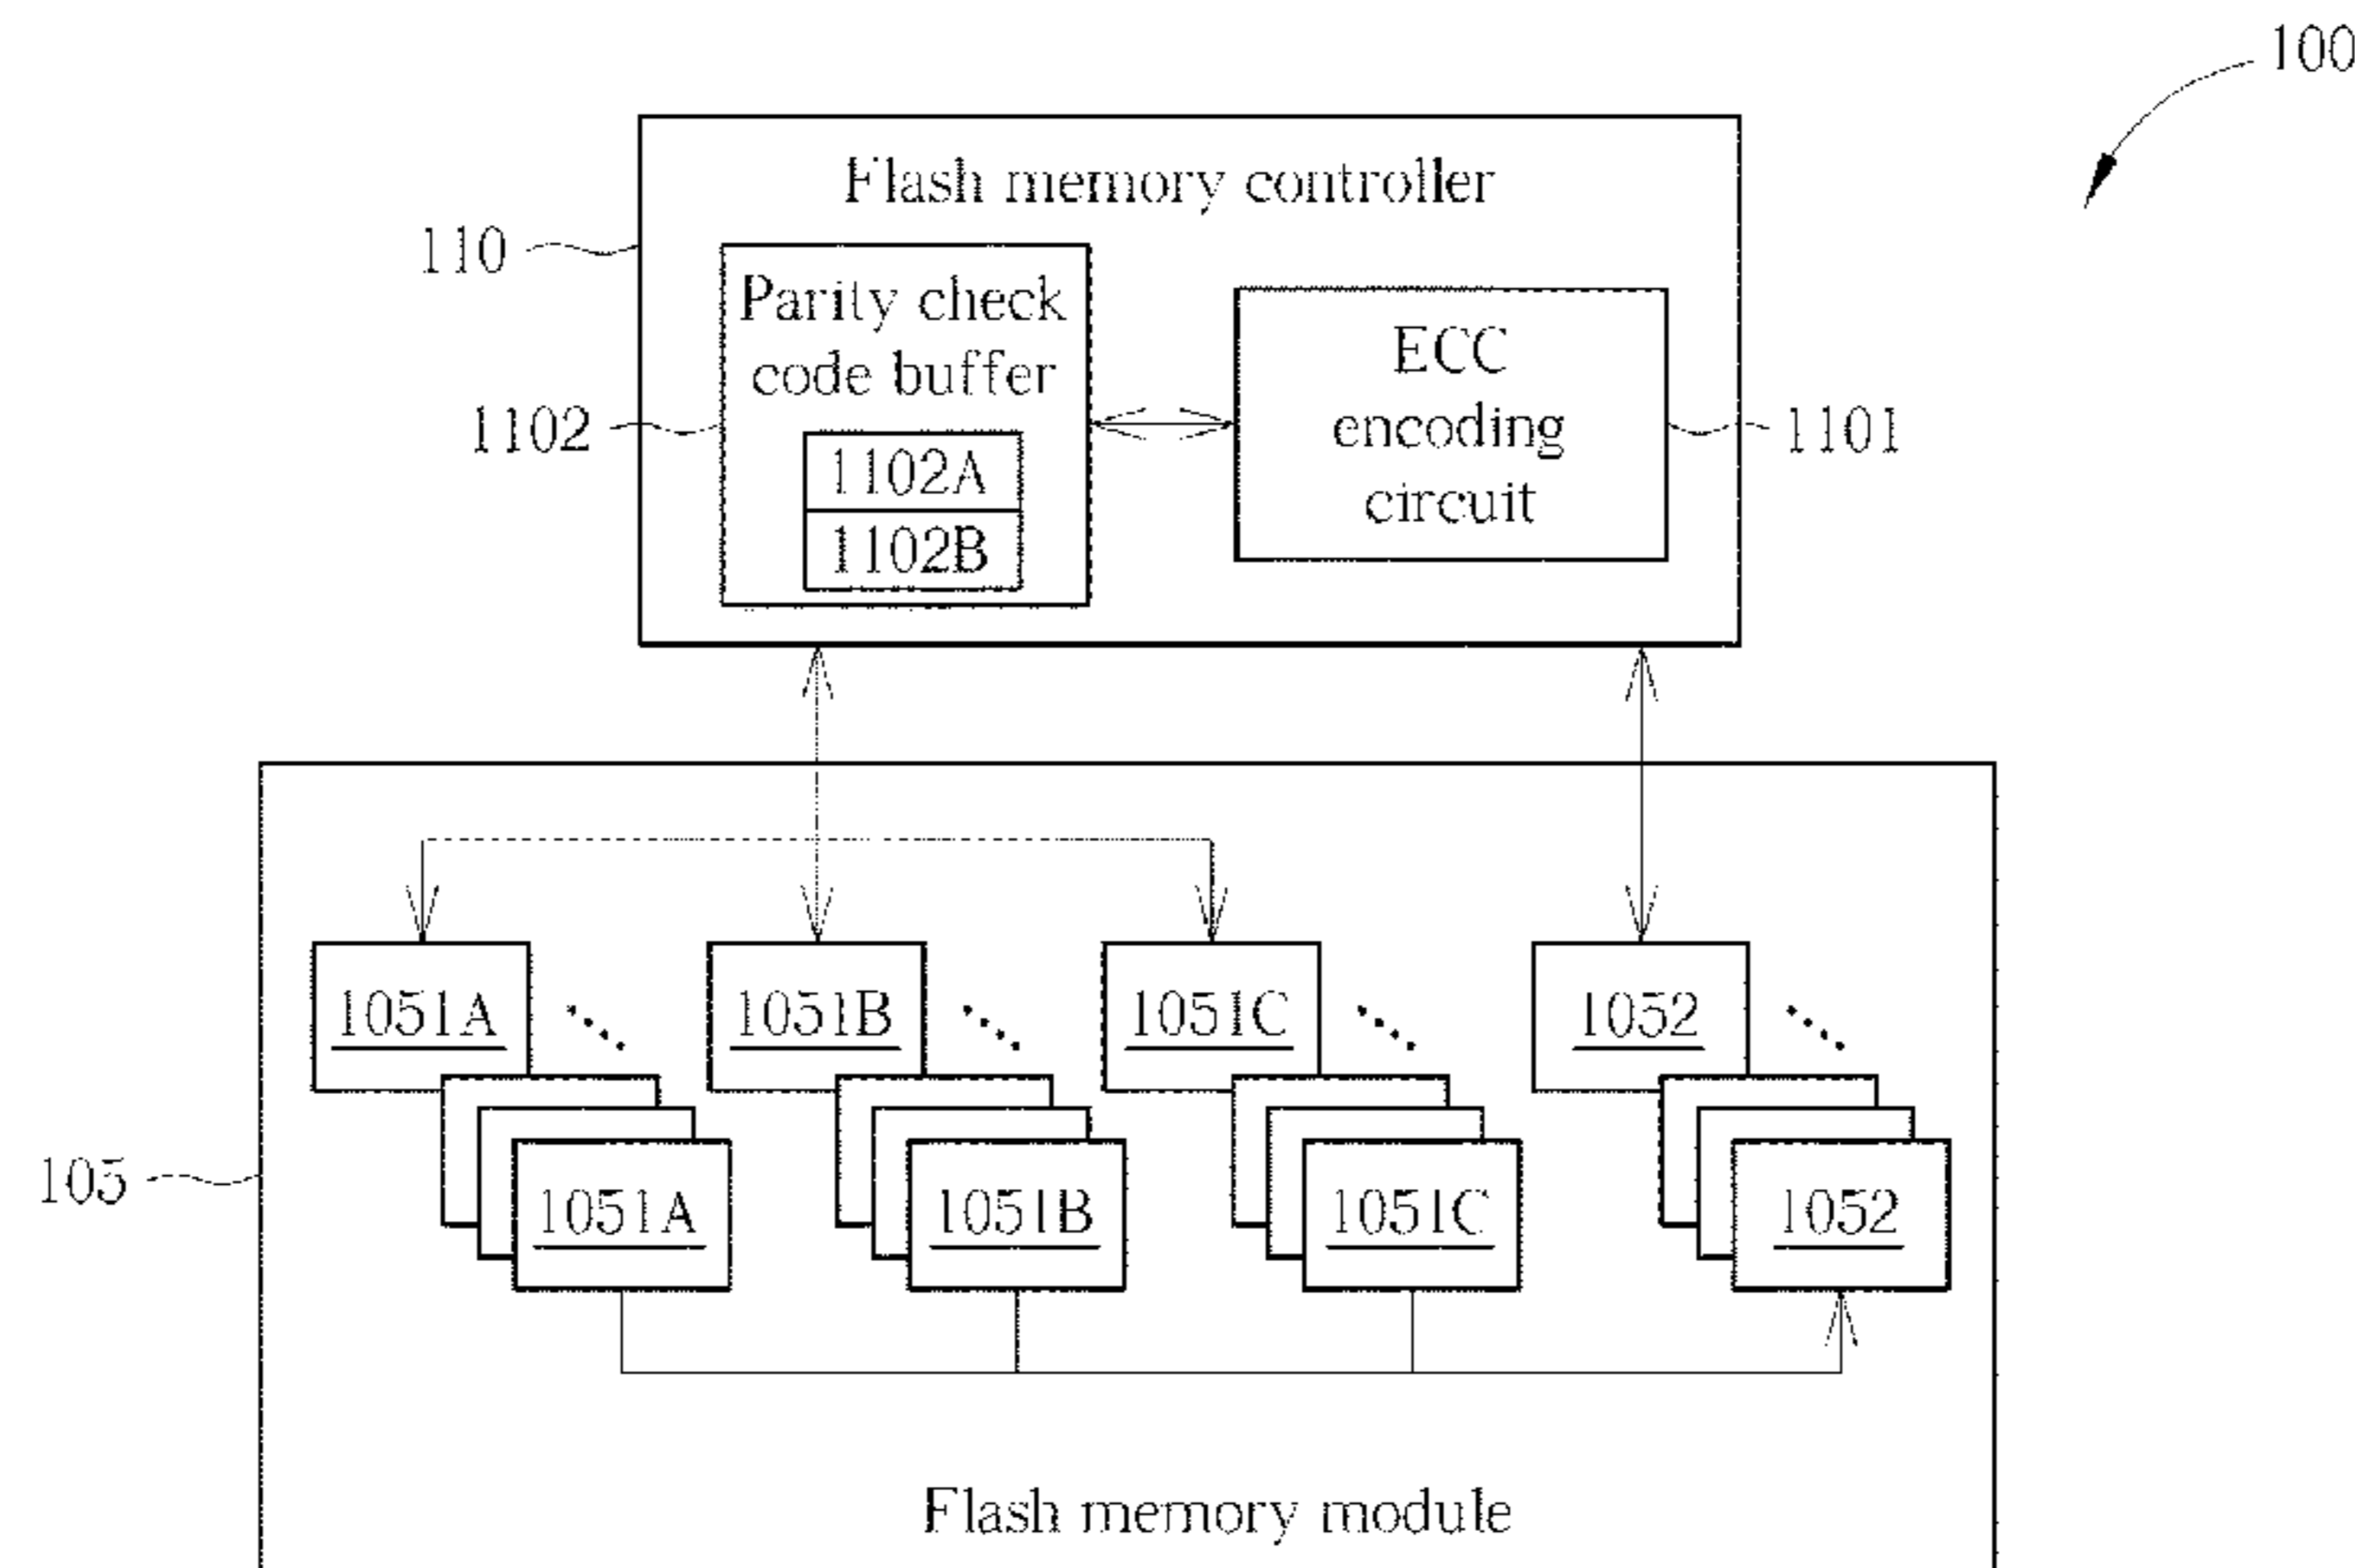 100
Flash memory controller
110
Parity check
code buffer
ECC
encoding
circuit
1102
1101
1102A
1102B
1051A
1051B
1051C
1052
105
1051A
1051B
1051C
1052
Flash memory module